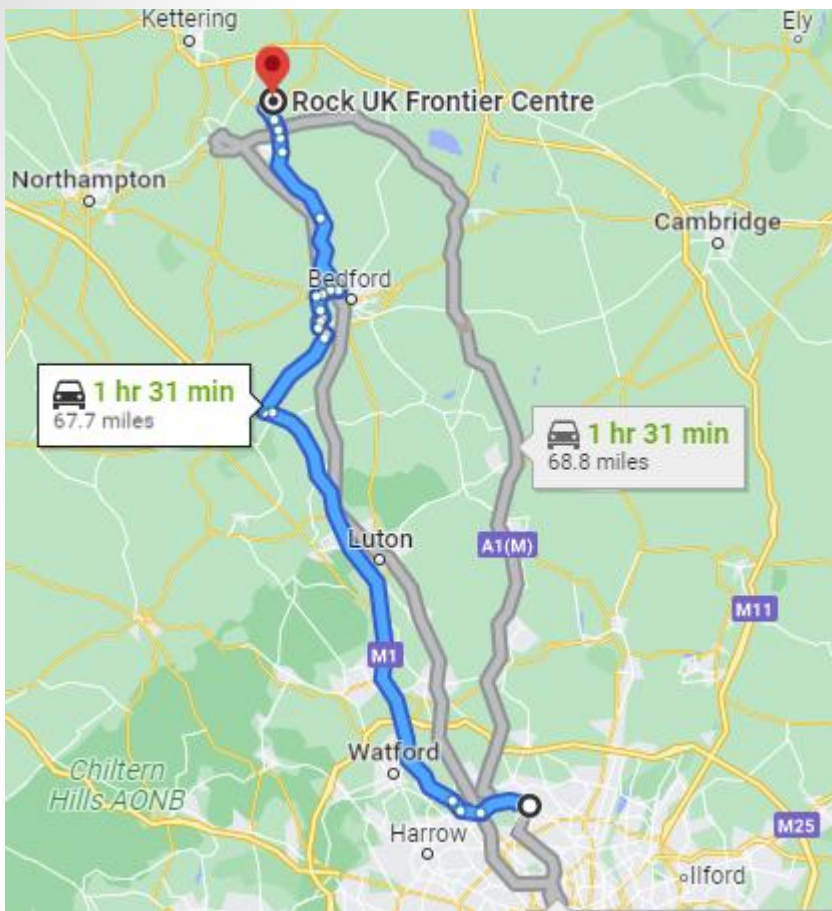 Kettering
Ely
Rock UK Frontier Centre
Northampton
Cambridge
Bedford
1 hr 31 min
67.7 miles
1 hr 31 min
68.8 miles
Luton
A1(M)
M11
M1
Watford
Chiltern
Hills AONB
M25
Harrow
Ilford